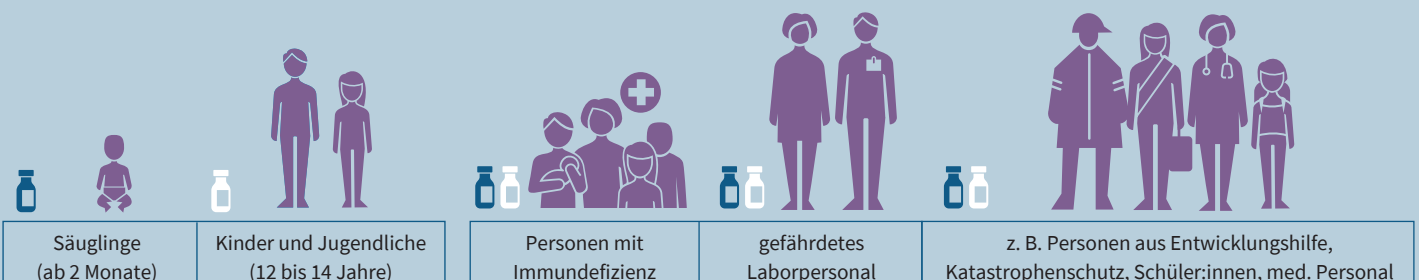 Säuglinge
(ab 2 Monate)
Kinder und Jugendliche
(12 bis 14 Jahre)
Personen mit
Immundefizienz
gefährdetes
Laborpersonal
z. B. Personen aus Entwicklungshilfe,
Katastrophenschutz, Schüler:innen, med. Personal